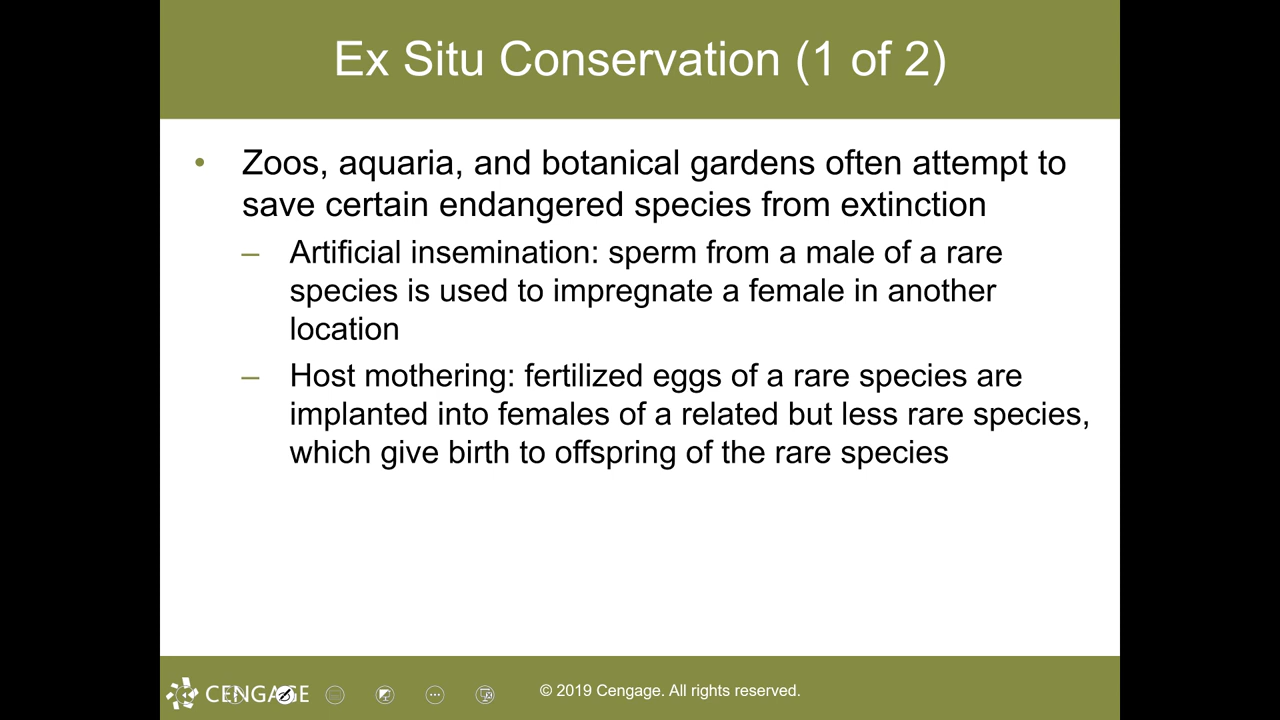 Ex Situ Conservation (1 of 2)
• Zoos, aquaria, and botanical gardens often attempt to
save certain endangered species from extinction
– Artificial insemination: sperm from a male of a rare
species is used to impregnate a female in another
location
– Host mothering: fertilized eggs of a rare species are
implanted into females of a related but less rare species,
which give birth to offspring of the rare species
CENGAGE
© 2019 Cengage. All rights reserved.